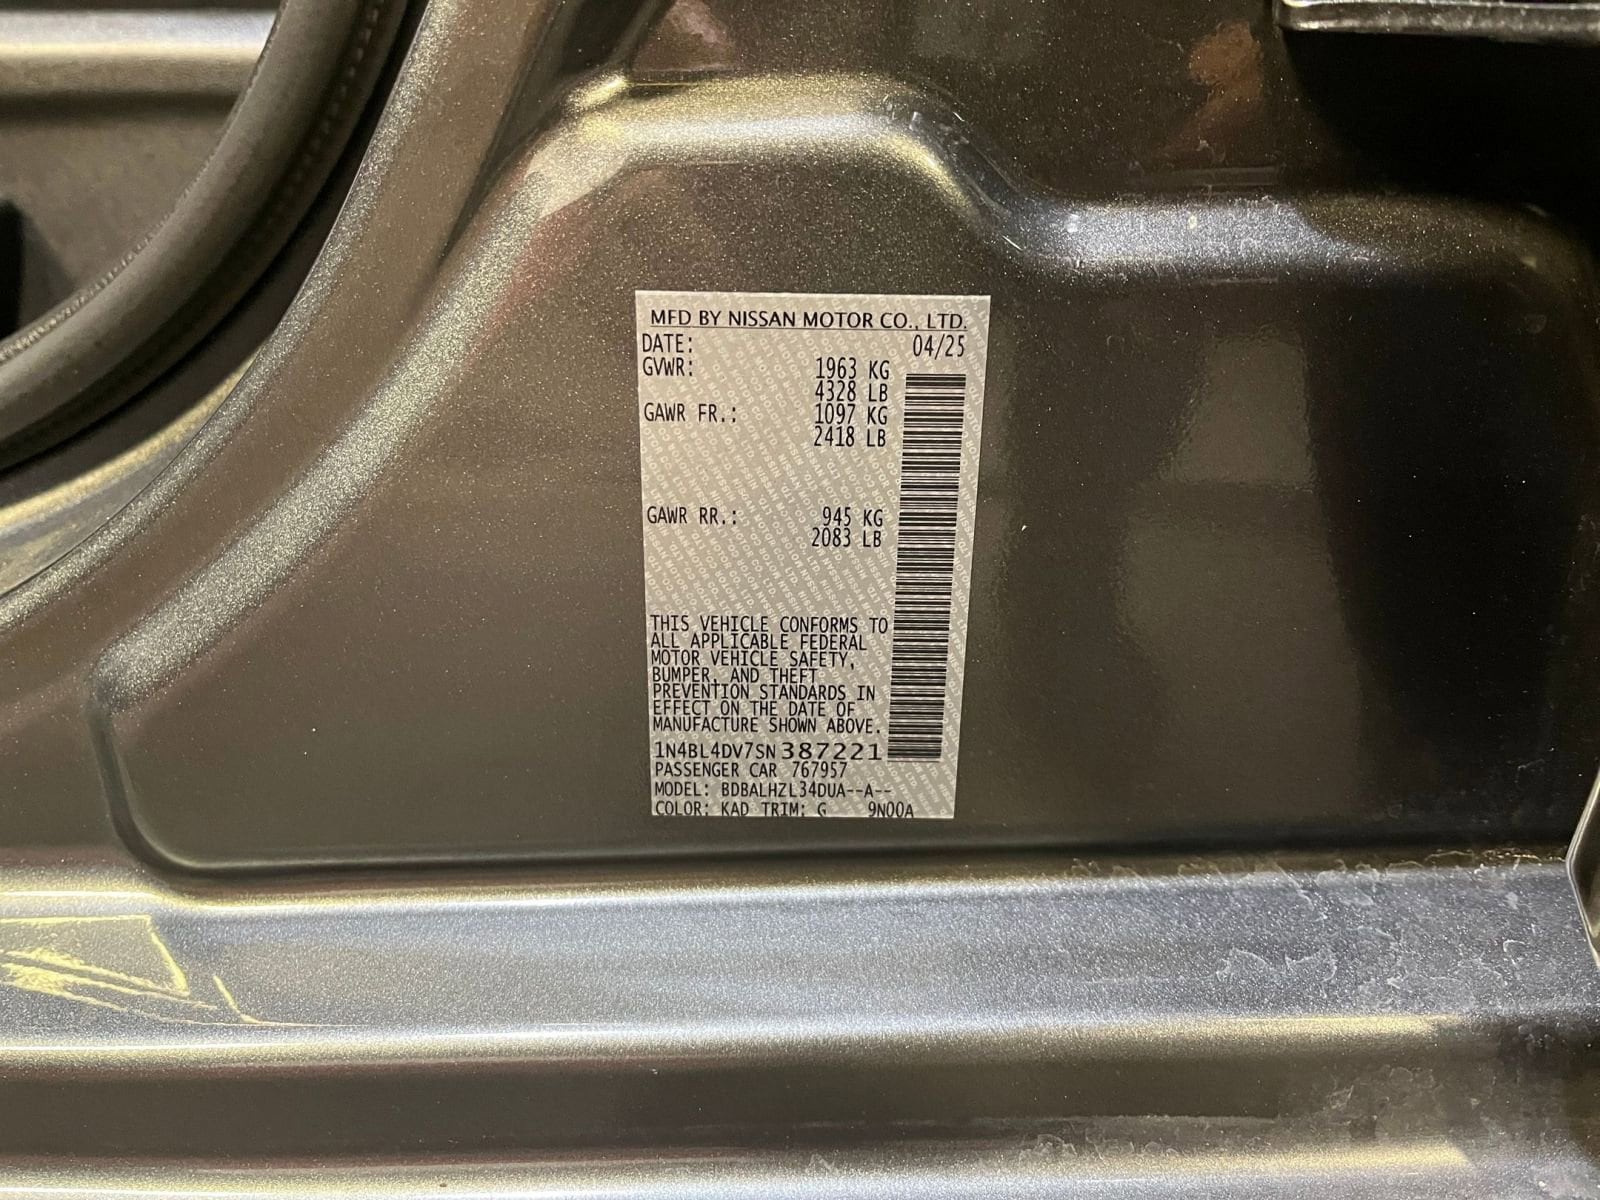 MFD BY NISSAN MOTOR CO., LTD.
DATE: 04/25
GVWR: 1963 KG
4328 LB
GAWR FR.: 1097 KG
2418 LB
GAWR RR.: 945 KG
2083 LB
THIS VEHICLE CONFORMS TO
ALL APPLICABLE FEDERAL
MOTOR VEHICLE SAFETY,
BUMPER, AND THEFT
PREVENTION STANDARDS IN
EFFECT ON THE DATE OF
MANUFACTURE SHOWN ABOVE.
1N4BL4DV7SN387221
PASSENGER CAR 767957
MODEL: BDBALHZL34DUA--A--
COLOR: KAD TRIM: G 9N00A